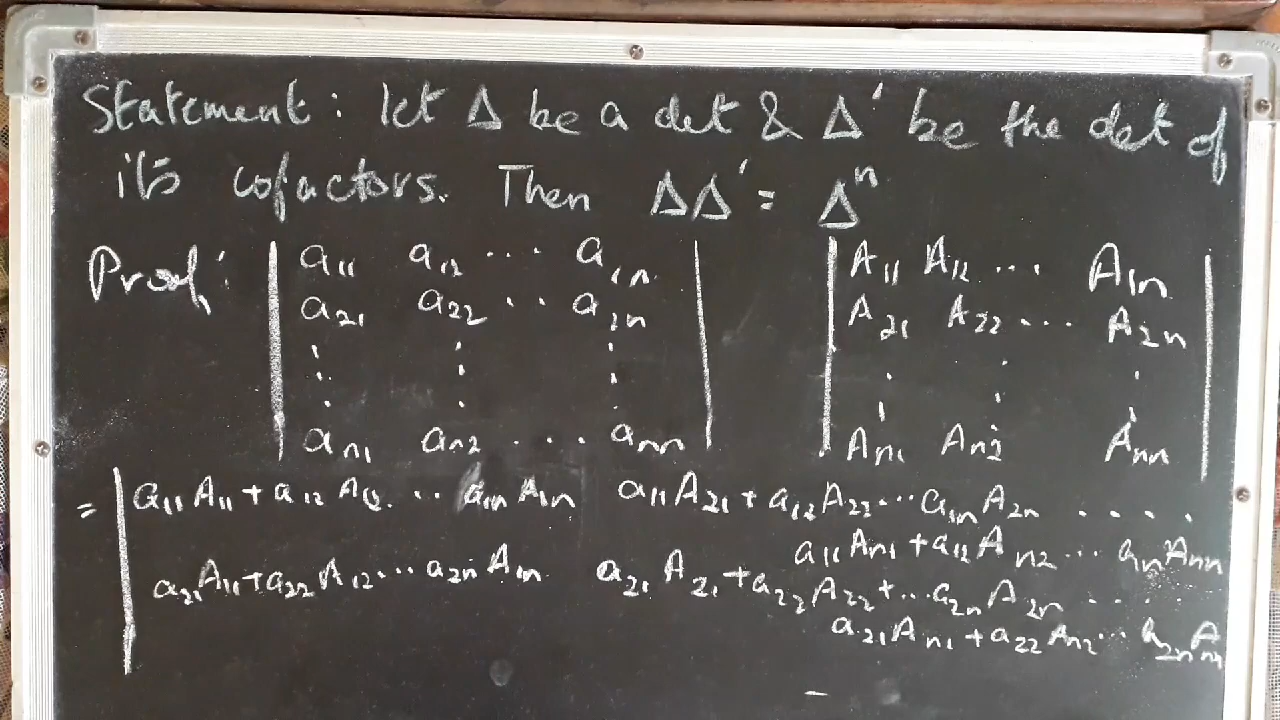 Statement: let Δ be a det & Δ' be the det of
its cofactors. Then ΔΔ' = Δⁿ
Proof: | a₁₁ a₁₂ ... a₁ₙ | | A₁₁ A₁₂ ... A₁ₙ |
| a₂₁ a₂₂ .. a₂ₙ | | A₂₁ A₂₂ ... A₂ₙ |
⋮ ⋮ ⋮ ⋮ ⋮ ⋮
| aₙ₁ aₙ₂ .... aₙₙ | | Aₙ₁ Aₙ₂ Aₙₙ |
= | a₁₁A₁₁ + a₁₂A₁₂ ... a₁ₙA₁ₙ a₁₁A₂₁ + a₁₂A₂₂ ... a₁ₙA₂ₙ ....
a₁₁Aₙ₁ + a₁₂Aₙ₂ ... a₁ₙAₙₙ
a₂₁A₁₁ + a₂₂A₁₂ ... a₂ₙA₁ₙ a₂₁A₂₁ + a₂₂A₂₂ + ... a₂ₙA₂ₙ ....
a₂₁Aₙ₁ + a₂₂Aₙ₂ ... a₂ₙAₙₙ